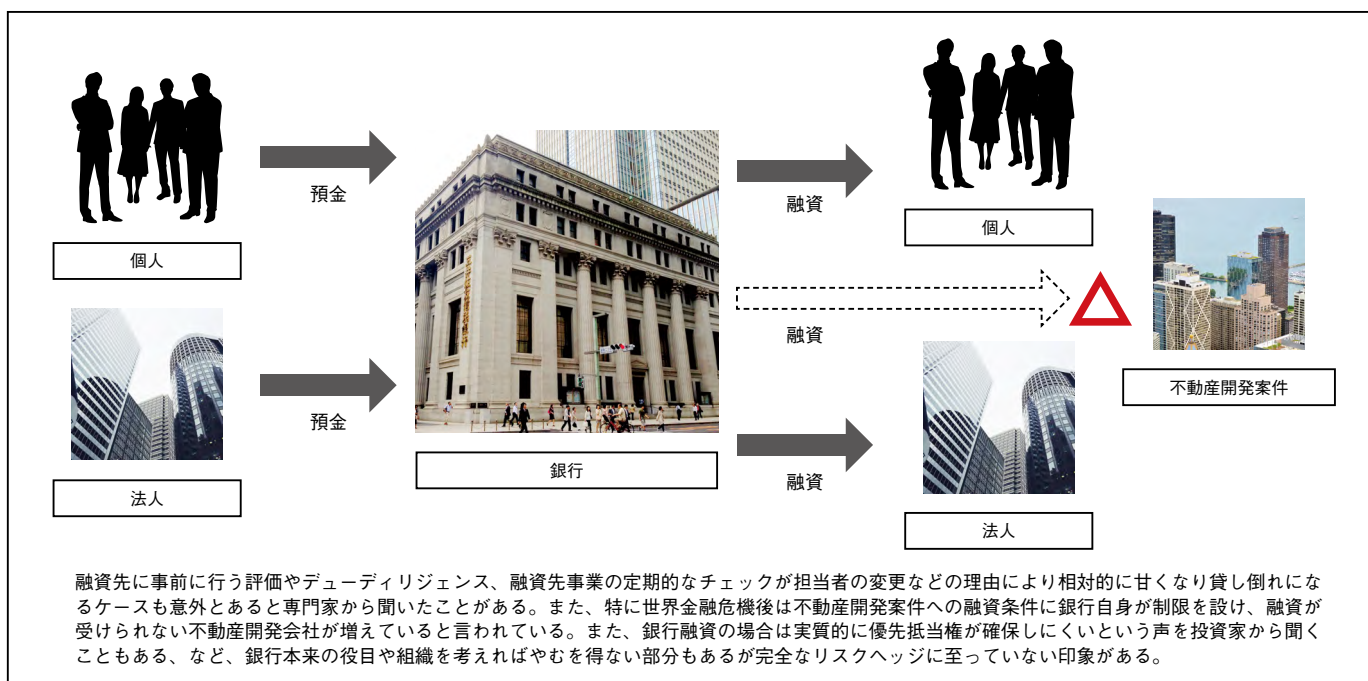 預金
融資
個人
個人
融資
不動産開発案件
預金
銀行
融資
法人
法人
融資先に事前に行う評価やデューディリジェンス、融資先事業の定期的なチェックが担当者の変更などの理由により相対的に甘くなり貸し倒れにな
るケースも意外とあると専門家から聞いたことがある。また、特に世界金融危機後は不動産開発案件への融資条件に銀行自身が制限を設け、融資が
受けられない不動産開発会社が増えていると言われている。また、銀行融資の場合は実質的に優先抵当権が確保しにくいという声を投資家から聞く
こともある、など、銀行本来の役目や組織を考えればやむを得ない部分もあるが完全なリスクヘッジに至っていない印象がある。